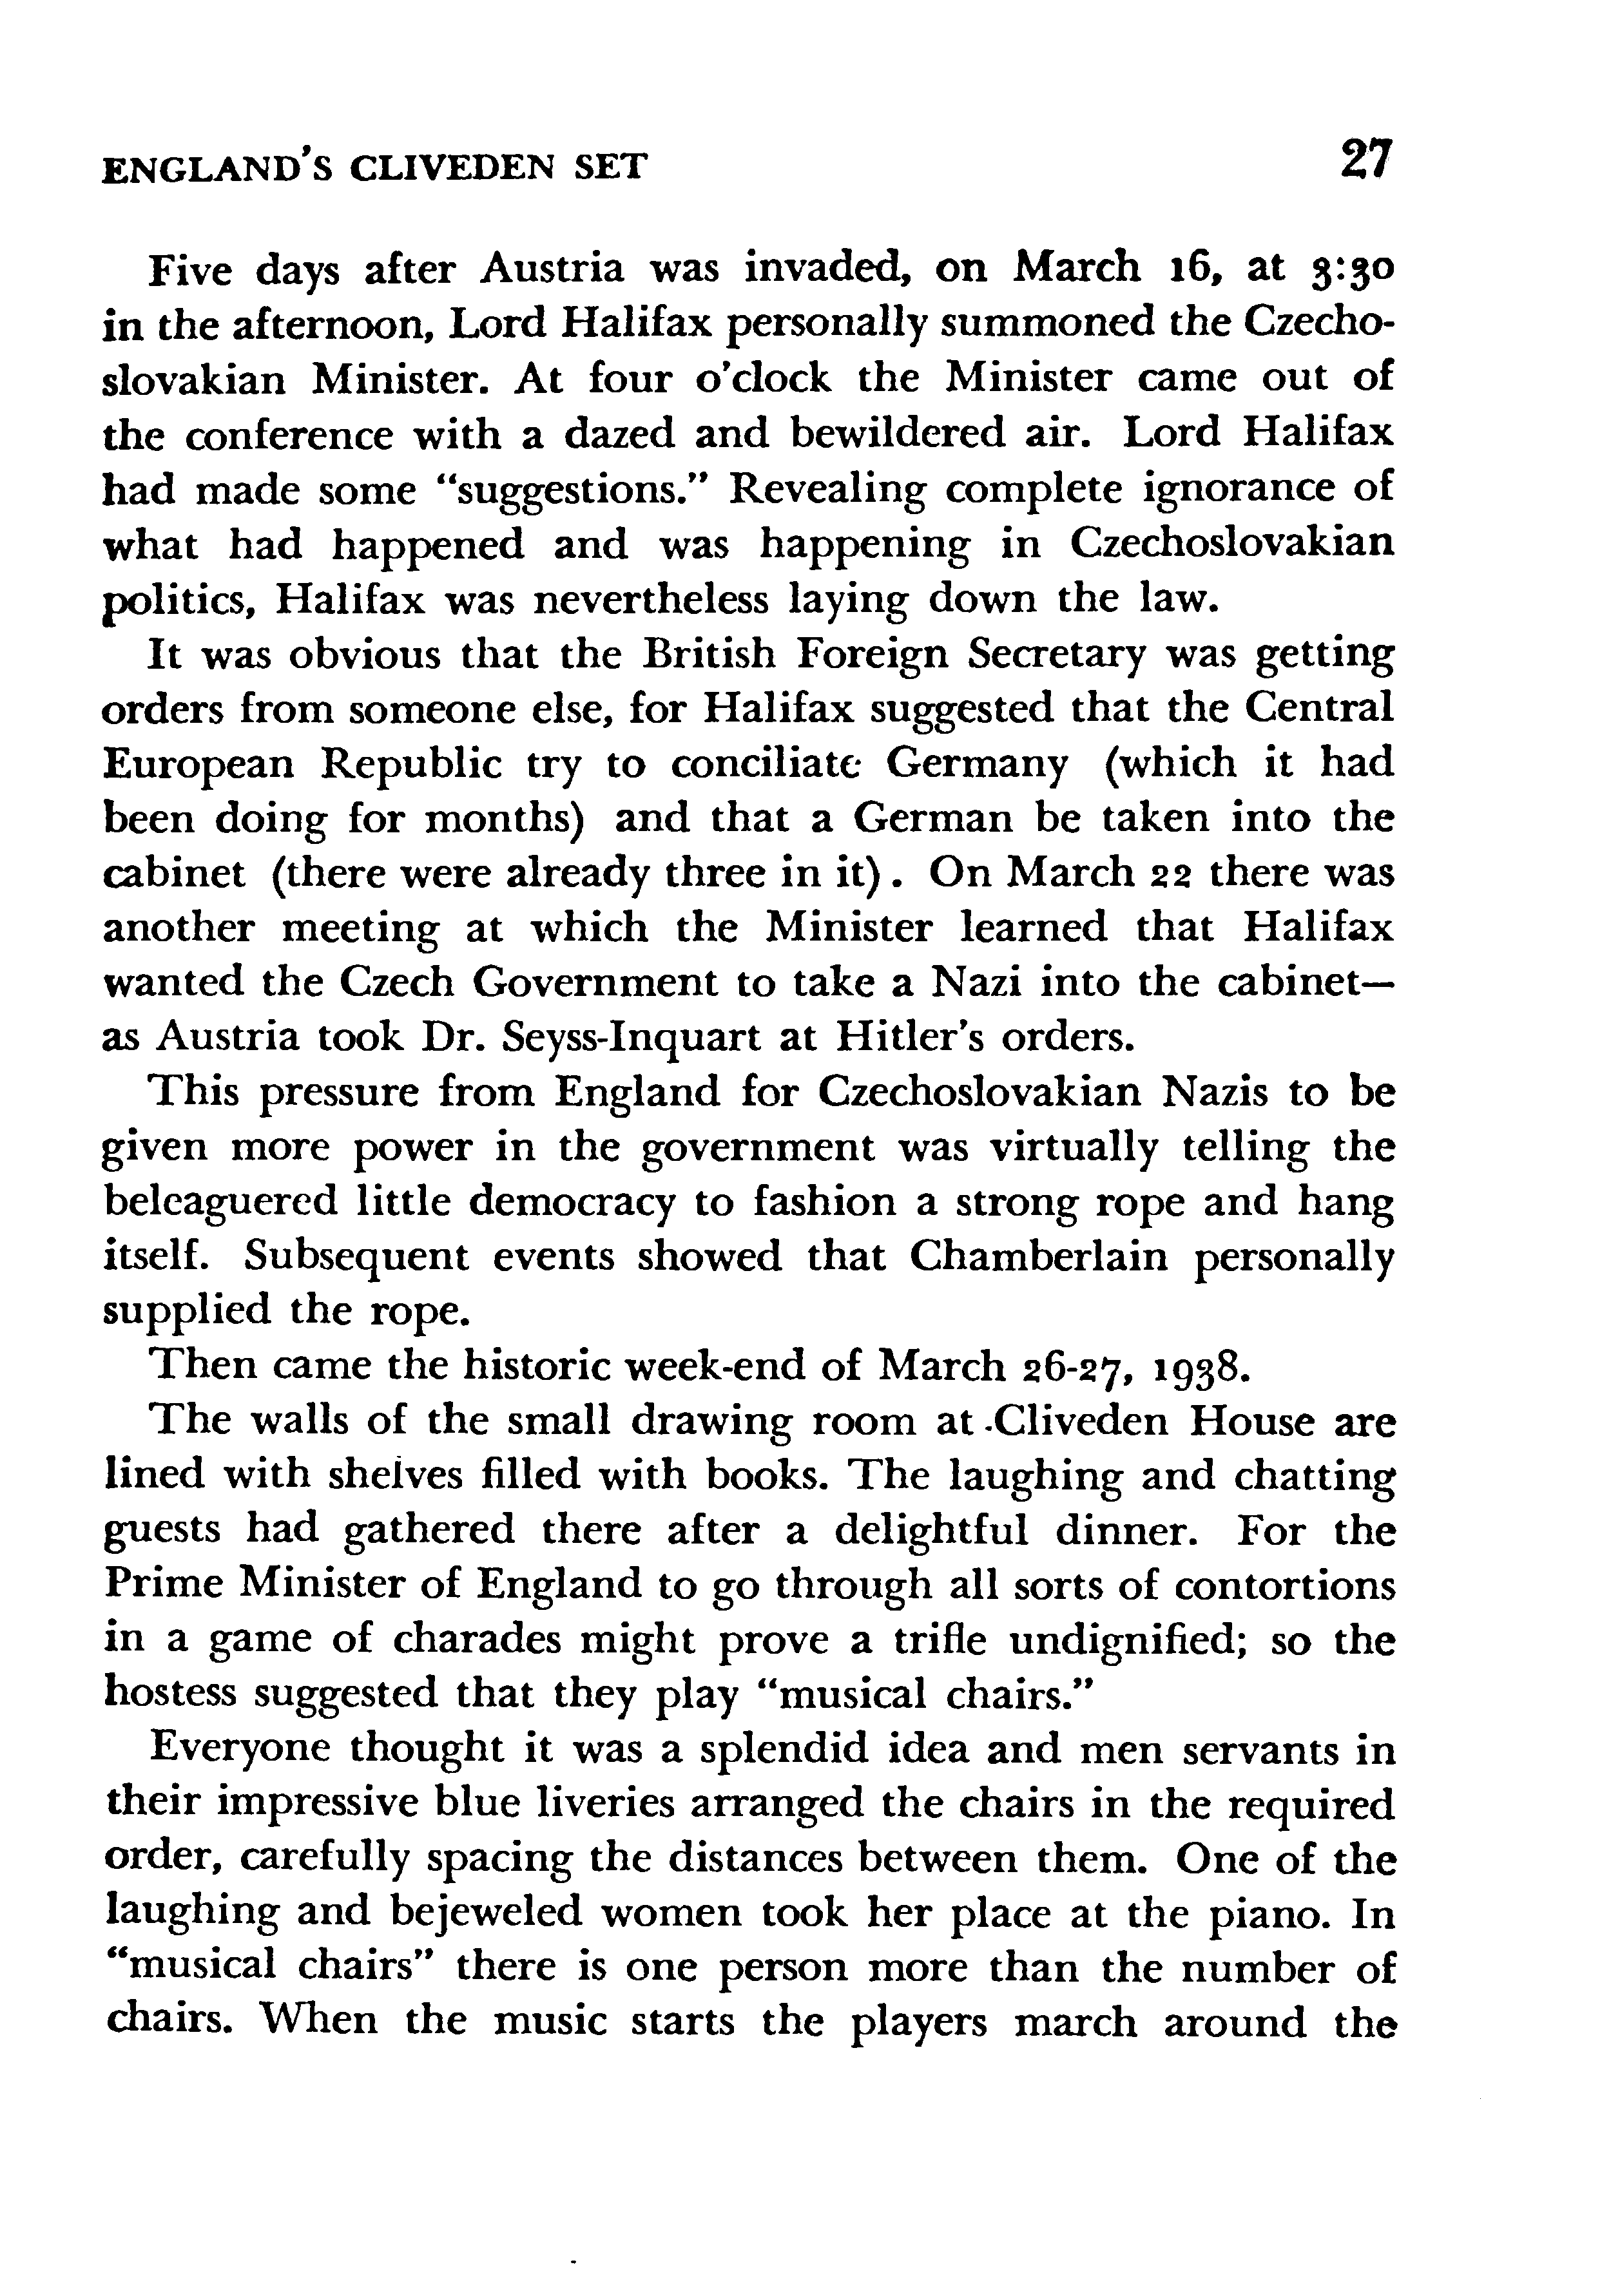 ENGLAND'S CLIVEDEN SET 27
Five days after Austria was invaded, on March 16, at 3:30
in the afternoon, Lord Halifax personally summoned the Czecho-
slovakian Minister. At four o'clock the Minister came out of
the conference with a dazed and bewildered air. Lord Halifax
had made some "suggestions." Revealing complete ignorance of
what had happened and was happening in Czechoslovakian
politics, Halifax was nevertheless laying down the law.
It was obvious that the British Foreign Secretary was getting
orders from someone else, for Halifax suggested that the Central
European Republic try to conciliate Germany (which it had
been doing for months) and that a German be taken into the
cabinet (there were already three in it). On March 22 there was
another meeting at which the Minister learned that Halifax
wanted the Czech Government to take a Nazi into the cabinet—
as Austria took Dr. Seyss-Inquart at Hitler's orders.
This pressure from England for Czechoslovakian Nazis to be
given more power in the government was virtually telling the
beleaguered little democracy to fashion a strong rope and hang
itself. Subsequent events showed that Chamberlain personally
supplied the rope.
Then came the historic week-end of March 26-27, 1938.
The walls of the small drawing room at Cliveden House are
lined with shelves filled with books. The laughing and chatting
guests had gathered there after a delightful dinner. For the
Prime Minister of England to go through all sorts of contortions
in a game of charades might prove a trifle undignified; so the
hostess suggested that they play "musical chairs."
Everyone thought it was a splendid idea and men servants in
their impressive blue liveries arranged the chairs in the required
order, carefully spacing the distances between them. One of the
laughing and bejeweled women took her place at the piano. In
"musical chairs" there is one person more than the number of
chairs. When the music starts the players march around the